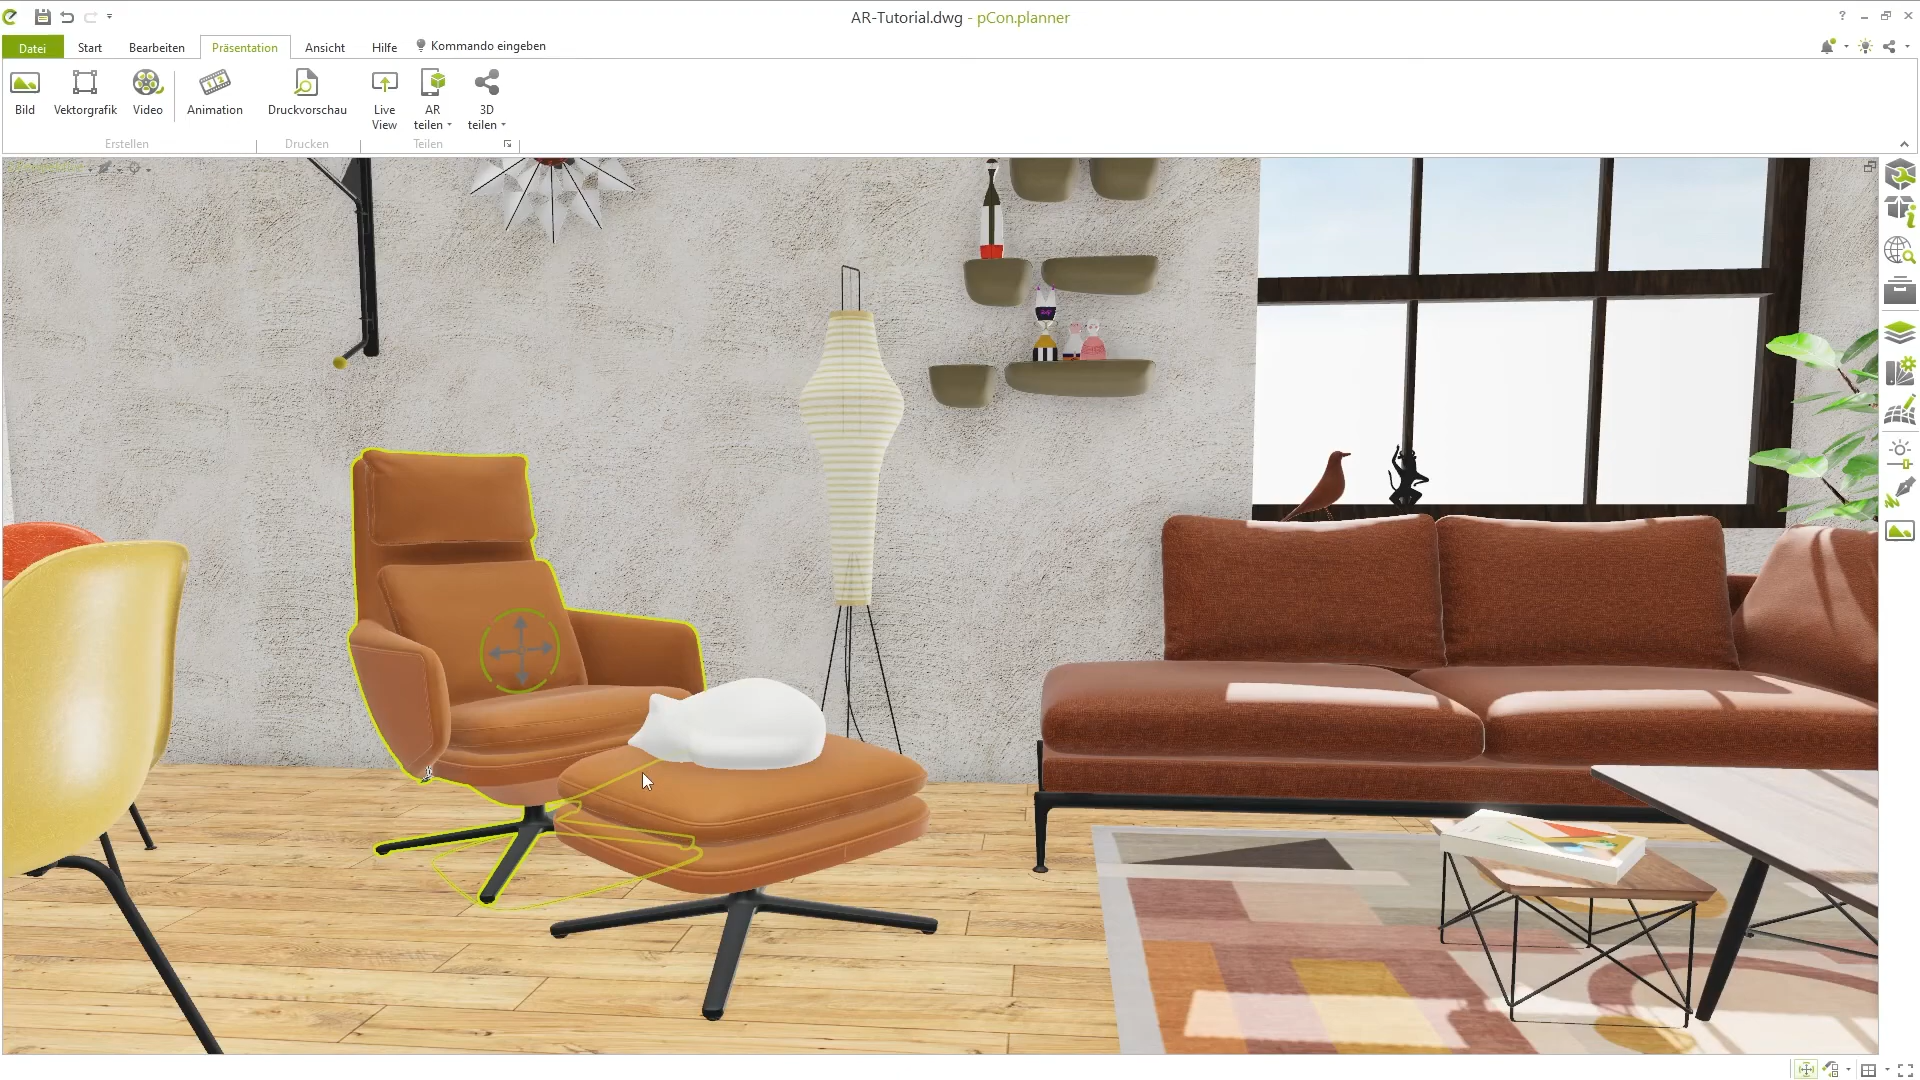 AR-Tutorial.dwg - pCon.planner
Datei Start Bearbeiten Präsentation Ansicht Hilfe Kommando eingeben
Bild Vektorgrafik Video Animation Druckvorschau Live View AR teilen 3D teilen
Erstellen Drucken Teilen